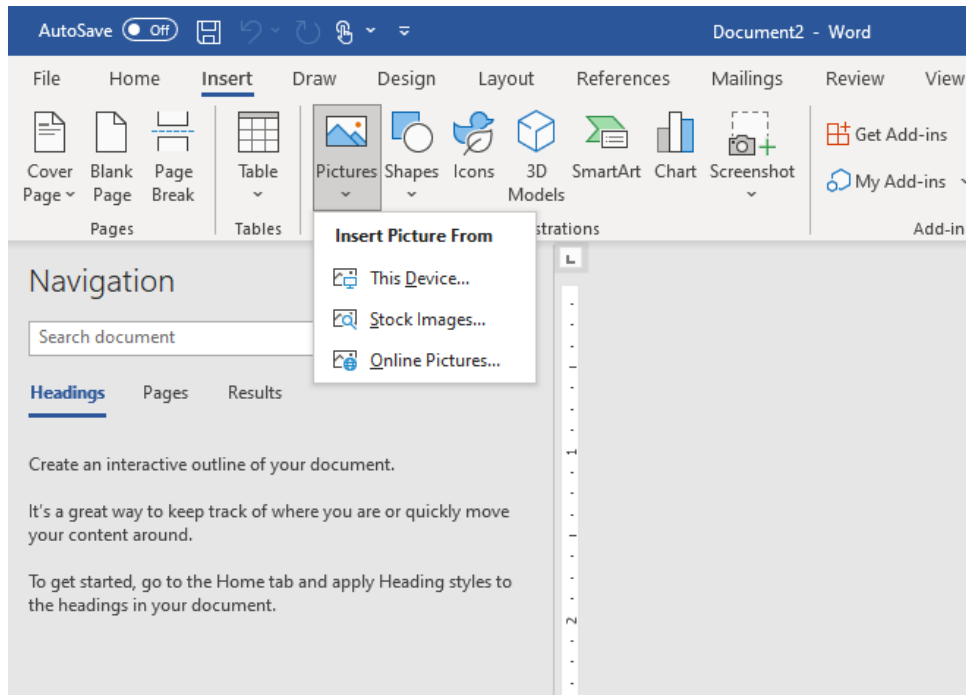 AutoSave Off Document2 - Word
File Home Insert Draw Design Layout References Mailings Review View
Cover Page
Blank Page
Page Break
Table
Pictures
Shapes
Icons
3D Models
SmartArt
Chart
Screenshot
Get Add-ins
My Add-ins
Pages Tables
Insert Picture From
This Device...
Stock Images...
Online Pictures...
Navigation
Search document
Headings Pages Results
Create an interactive outline of your document.
It's a great way to keep track of where you are or quickly move
your content around.
To get started, go to the Home tab and apply Heading styles to
the headings in your document.
1
2